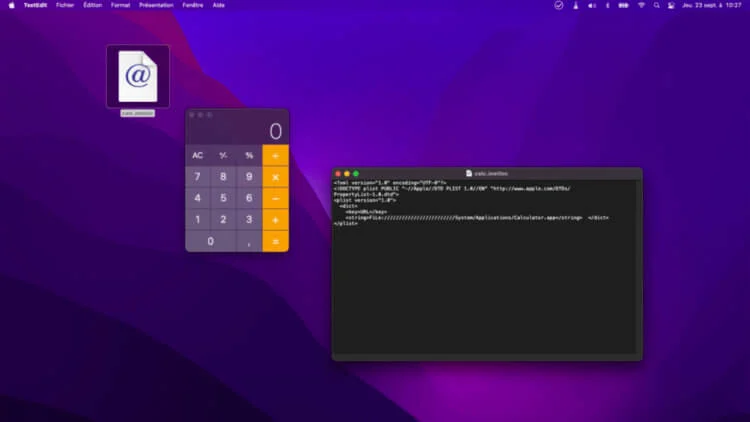 TextEdit Fichier Édition Format Présentation Fenêtre Aide
Jeu. 23 sept. à 10:27
@
calc.inetloc
0
AC ⁺∕₋ % ÷
7 8 9 ×
4 5 6 −
1 2 3 +
0 , =
calc.inetloc
<?xml version="1.0" encoding="UTF-8"?>
<!DOCTYPE plist PUBLIC "-//Apple//DTD PLIST 1.0//EN" "http://www.apple.com/DTDs/
PropertyList-1.0.dtd">
<plist version="1.0">
<dict>
<key>URL</key>
<string>File:////////////////////////System/Applications/Calculator.app</string> </dict>
</plist>